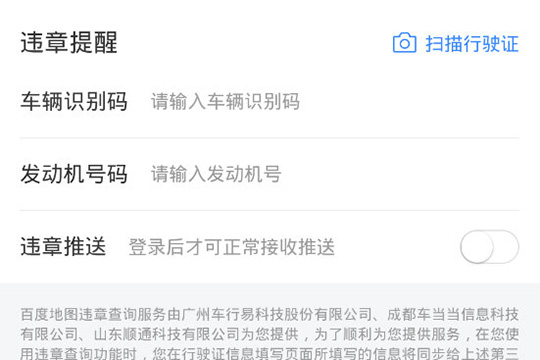 违章提醒 扫描行驶证
车辆识别码 请输入车辆识别码
发动机号码 请输入发动机号
违章推送 登录后才可正常接收推送
百度地图违章查询服务由广州车行易科技股份有限公司、成都车当当信息科技
有限公司、山东顺通科技有限公司为您提供，为了顺利为您提供服务，在您使
用违章查询功能时，您在行驶证信息填写页面所填写的信息将同步给上述第三